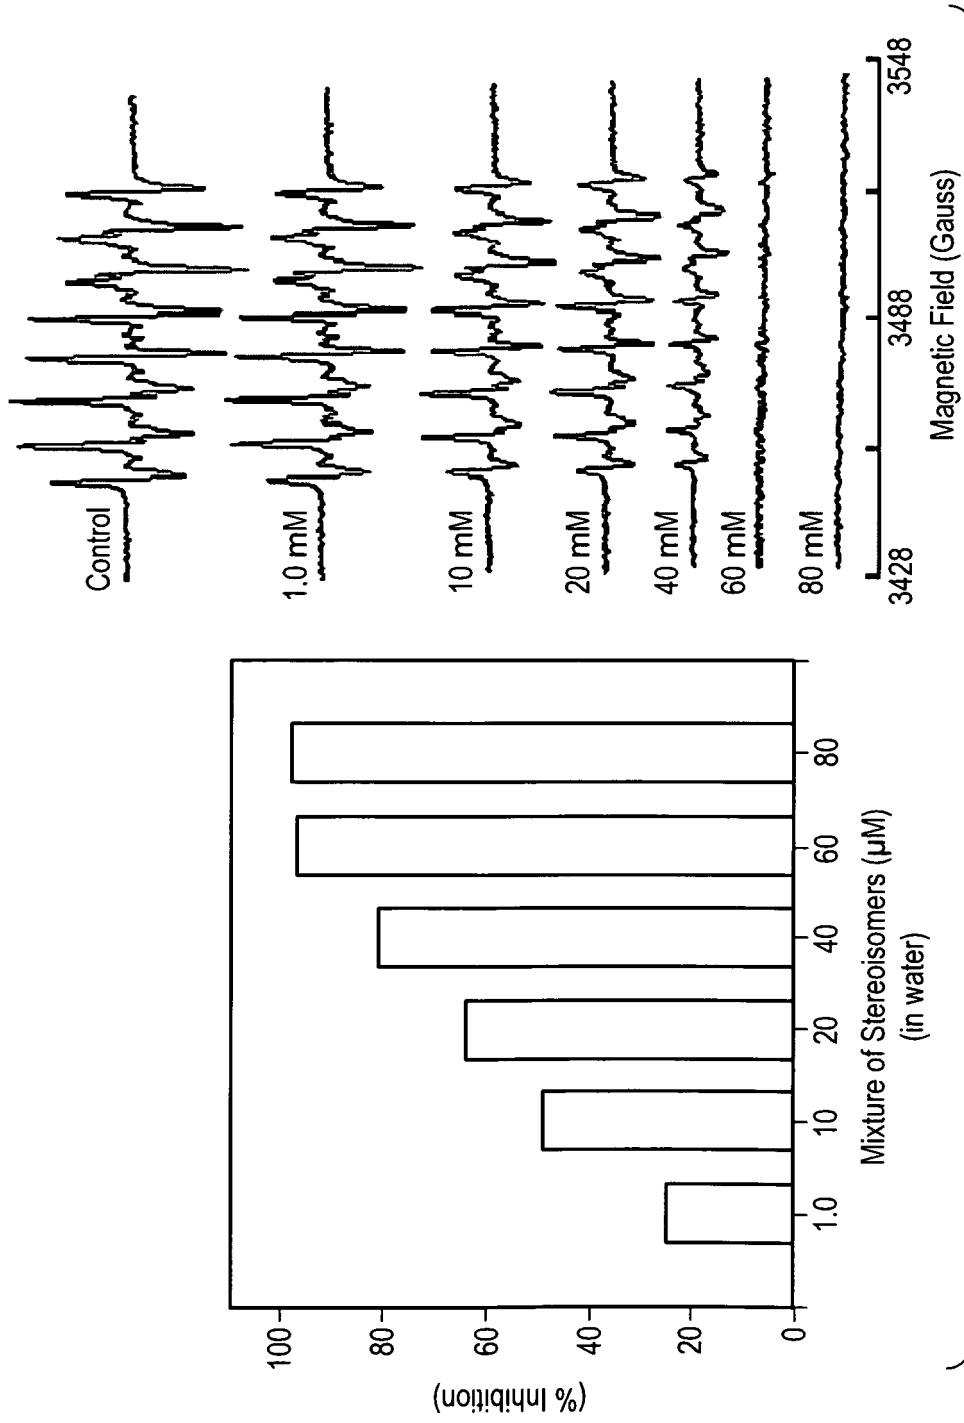 (% Inhibition)
100
80
60
40
20
0
1.0
10
20
40
60
80
Mixture of Stereoisomers (µM)
(in water)
Control
1.0 mM
10 mM
20 mM
40 mM
60 mM
80 mM
3428
3488
3548
Magnetic Field (Gauss)